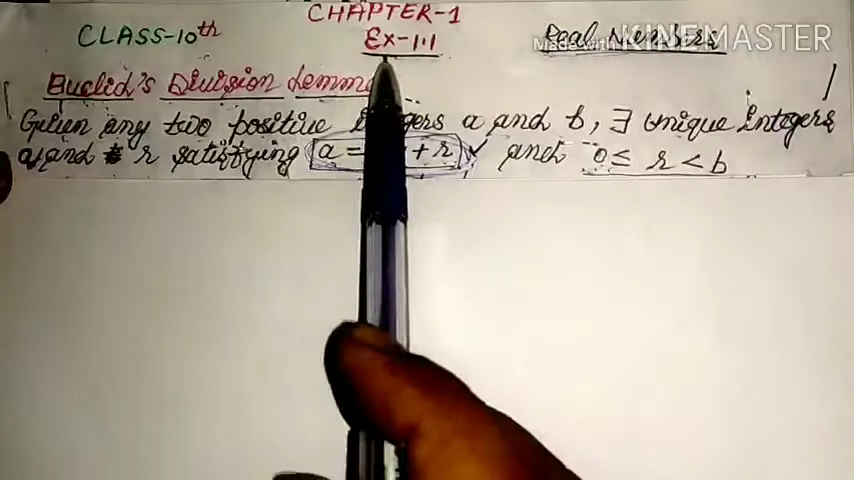 CHAPTER-1
CLASS-10th
Ex-1.1
Real Numbers
Made with KINEMASTER
Euclid's Division Lemma
Given any two positive integers a and b, ∃ unique integers
q and r satisfying a = + r and 0 ≤ r < b